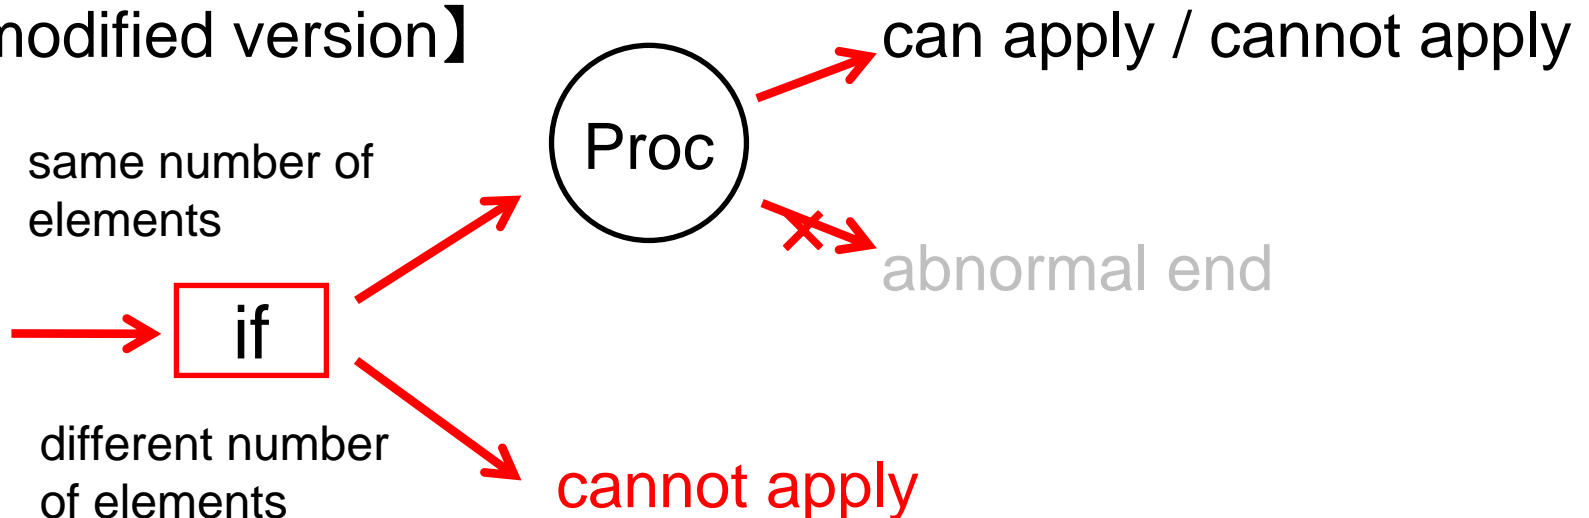 modified version】
can apply / cannot apply
Proc
same number of
elements
abnormal end
if
different number
of elements
cannot apply